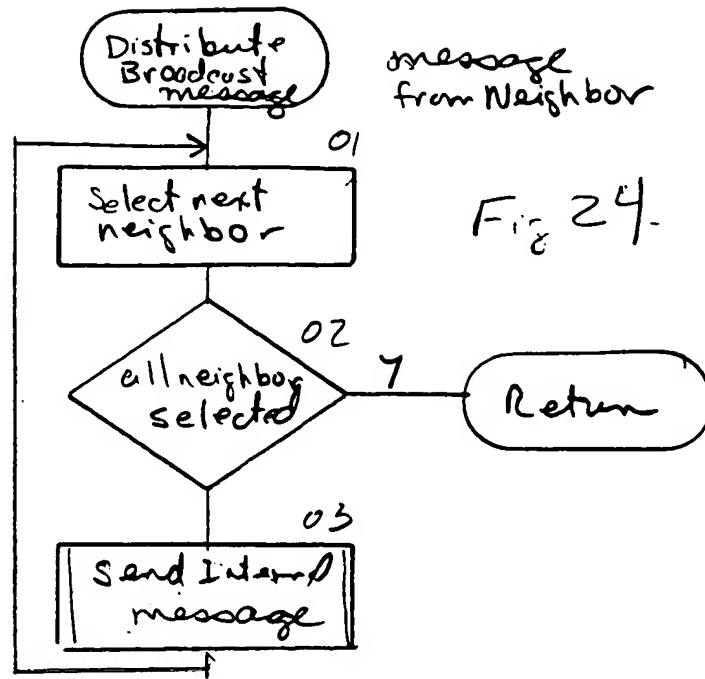 Distribute
Broadcast
message
message
from Neighbor
01
Select next
neighbor
Fig 24.
02
all neighbor
selected
Y
Return
03
Send Internal
message